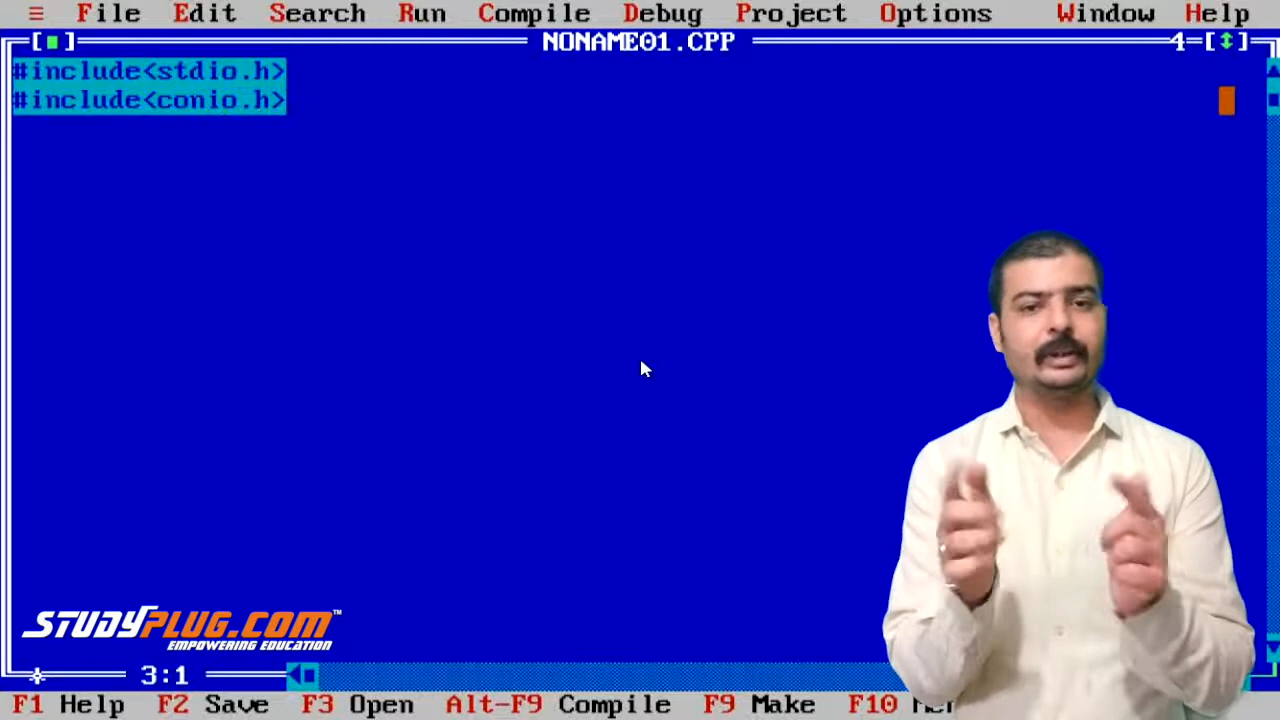 ≡ File Edit Search Run Compile Debug Project Options Window Help
[■] NONAME01.CPP 4=[↕]
#include<stdio.h>
#include<conio.h>
STUDYPLUG.COM™
EMPOWERING EDUCATION
3:1
F1 Help F2 Save F3 Open Alt-F9 Compile F9 Make F10